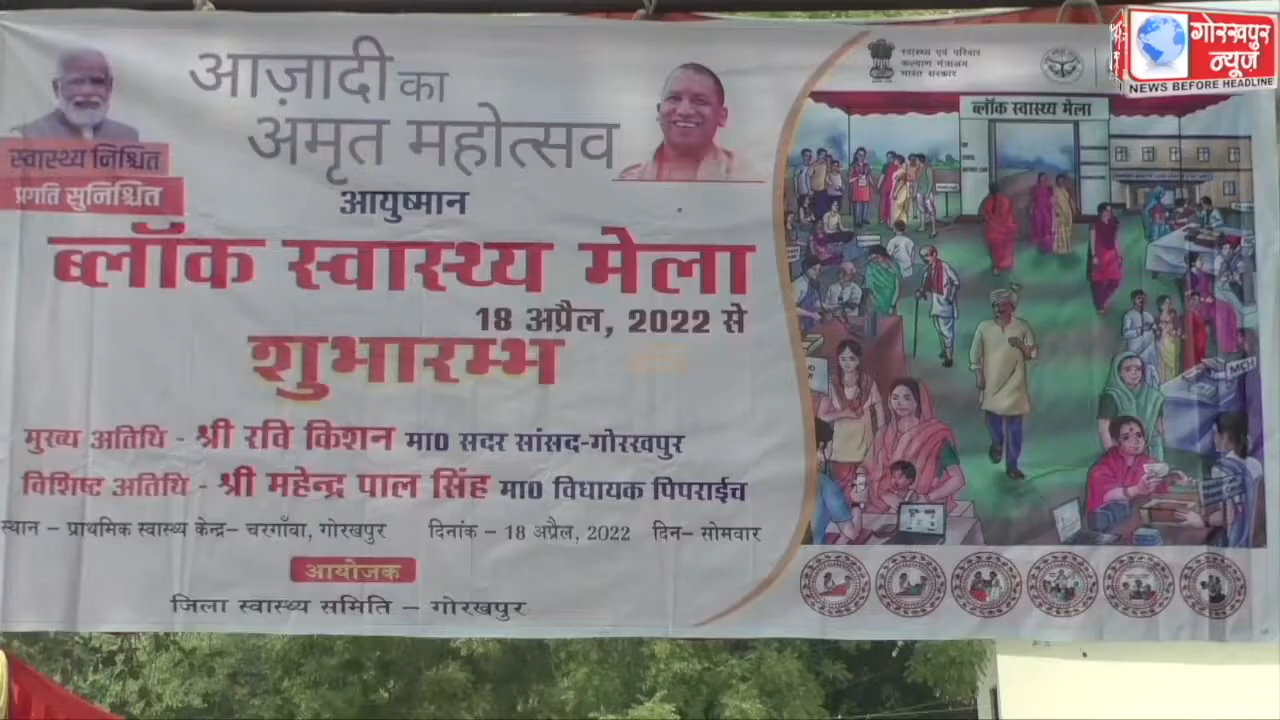 आज़ादी का
अमृत महोत्सव
स्वास्थ्य निश्चित
प्रगति सुनिश्चित
आयुष्मान
ब्लॉक स्वास्थ्य मेला
18 अप्रैल, 2022 से
शुभारम्भ
मुख्य अतिथि - श्री रवि किशन मा0 सदर सांसद-गोरखपुर
विशिष्ट अतिथि - श्री महेन्द्र पाल सिंह मा0 विधायक पिपराईच
स्थान – प्राथमिक स्वास्थ्य केन्द्र– चरगाँवा, गोरखपुर दिनांक – 18 अप्रैल, 2022 दिन– सोमवार
आयोजक
जिला स्वास्थ्य समिति – गोरखपुर
स्वास्थ्य एवं परिवार
कल्याण मंत्रालय
भारत सरकार
ब्लॉक स्वास्थ्य मेला
MCH
गोरखपुर
न्यूज़
NEWS BEFORE HEADLINE